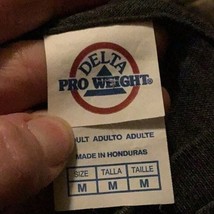 DELTA
PRO WEIGHT®
ADULT ADULTO ADULTE
MADE IN HONDURAS
SIZE TALLA TAILLE
M M M